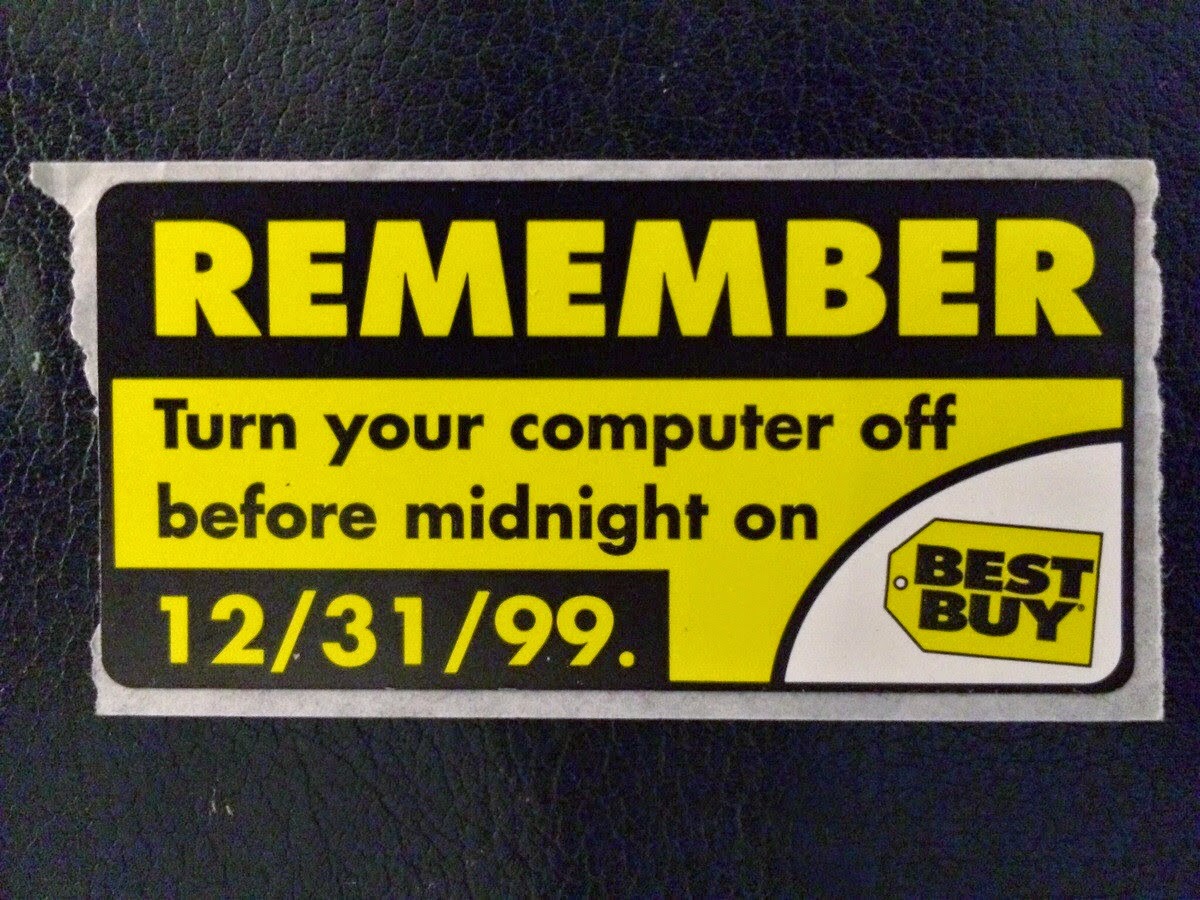 REMEMBER
Turn your computer off
before midnight on
12/31/99.
BEST
BUY®